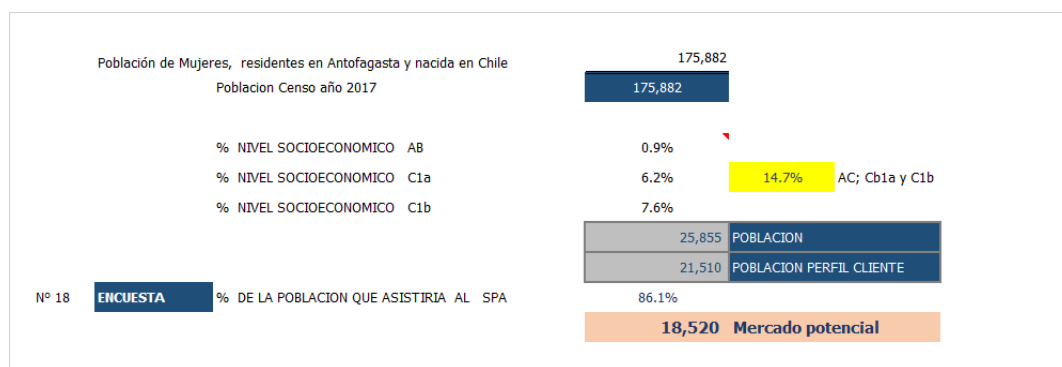 Población de Mujeres, residentes en Antofagasta y nacida en Chile 175,882
Poblacion Censo año 2017 175,882
% NIVEL SOCIOECONOMICO AB 0.9%
% NIVEL SOCIOECONOMICO C1a 6.2% 14.7% AC; Cb1a y C1b
% NIVEL SOCIOECONOMICO C1b 7.6%
25,855 POBLACION
21,510 POBLACION PERFIL CLIENTE
Nº 18 ENCUESTA % DE LA POBLACION QUE ASISTIRIA AL SPA 86.1%
18,520 Mercado potencial